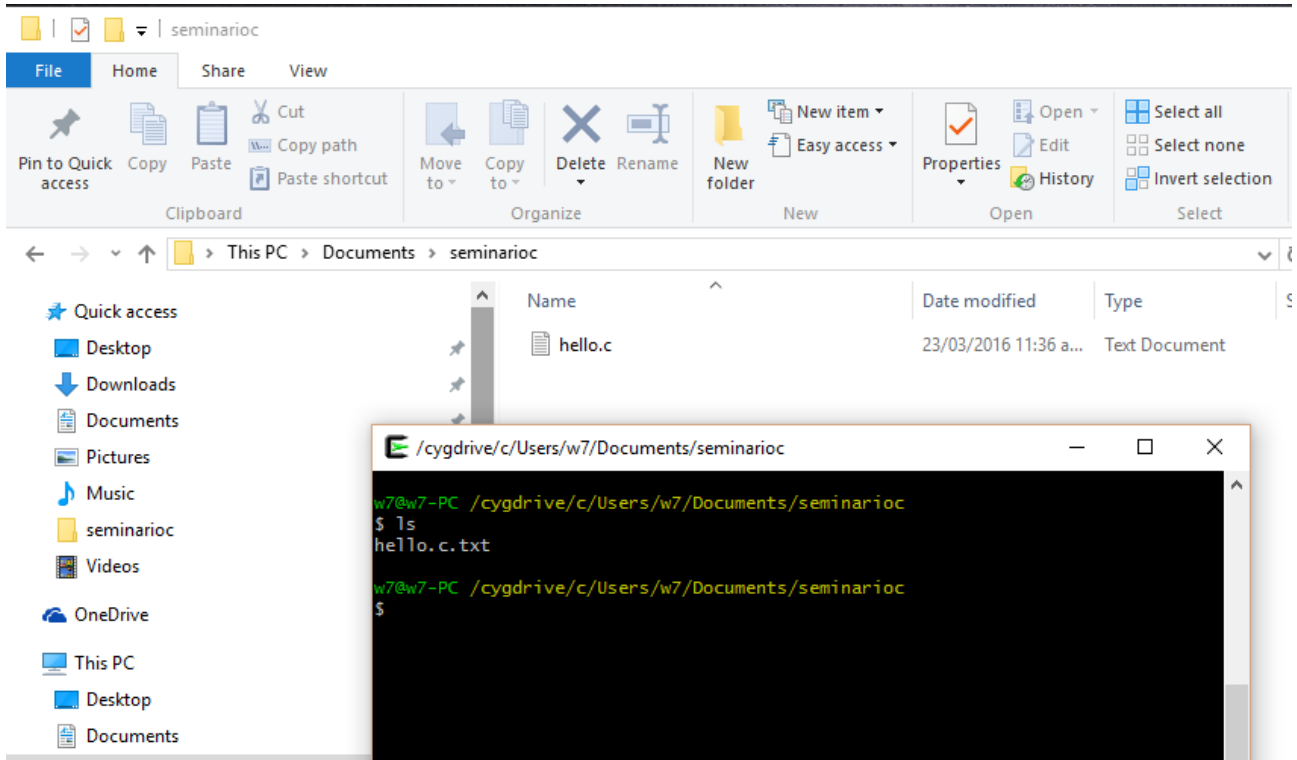 seminarioc
File Home Share View
Pin to Quick access
Copy
Paste
Cut
Copy path
Paste shortcut
Move to
Copy to
Delete
Rename
New folder
New item
Easy access
Properties
Open
Edit
History
Select all
Select none
Invert selection
Clipboard Organize New Open Select
This PC > Documents > seminarioc
Quick access
Desktop
Downloads
Documents
Pictures
Music
seminarioc
Videos
OneDrive
This PC
Desktop
Documents
Name Date modified Type S
hello.c 23/03/2016 11:36 a... Text Document
/cygdrive/c/Users/w7/Documents/seminarioc
w7@w7-PC /cygdrive/c/Users/w7/Documents/seminarioc
$ ls
hello.c.txt
w7@w7-PC /cygdrive/c/Users/w7/Documents/seminarioc
$